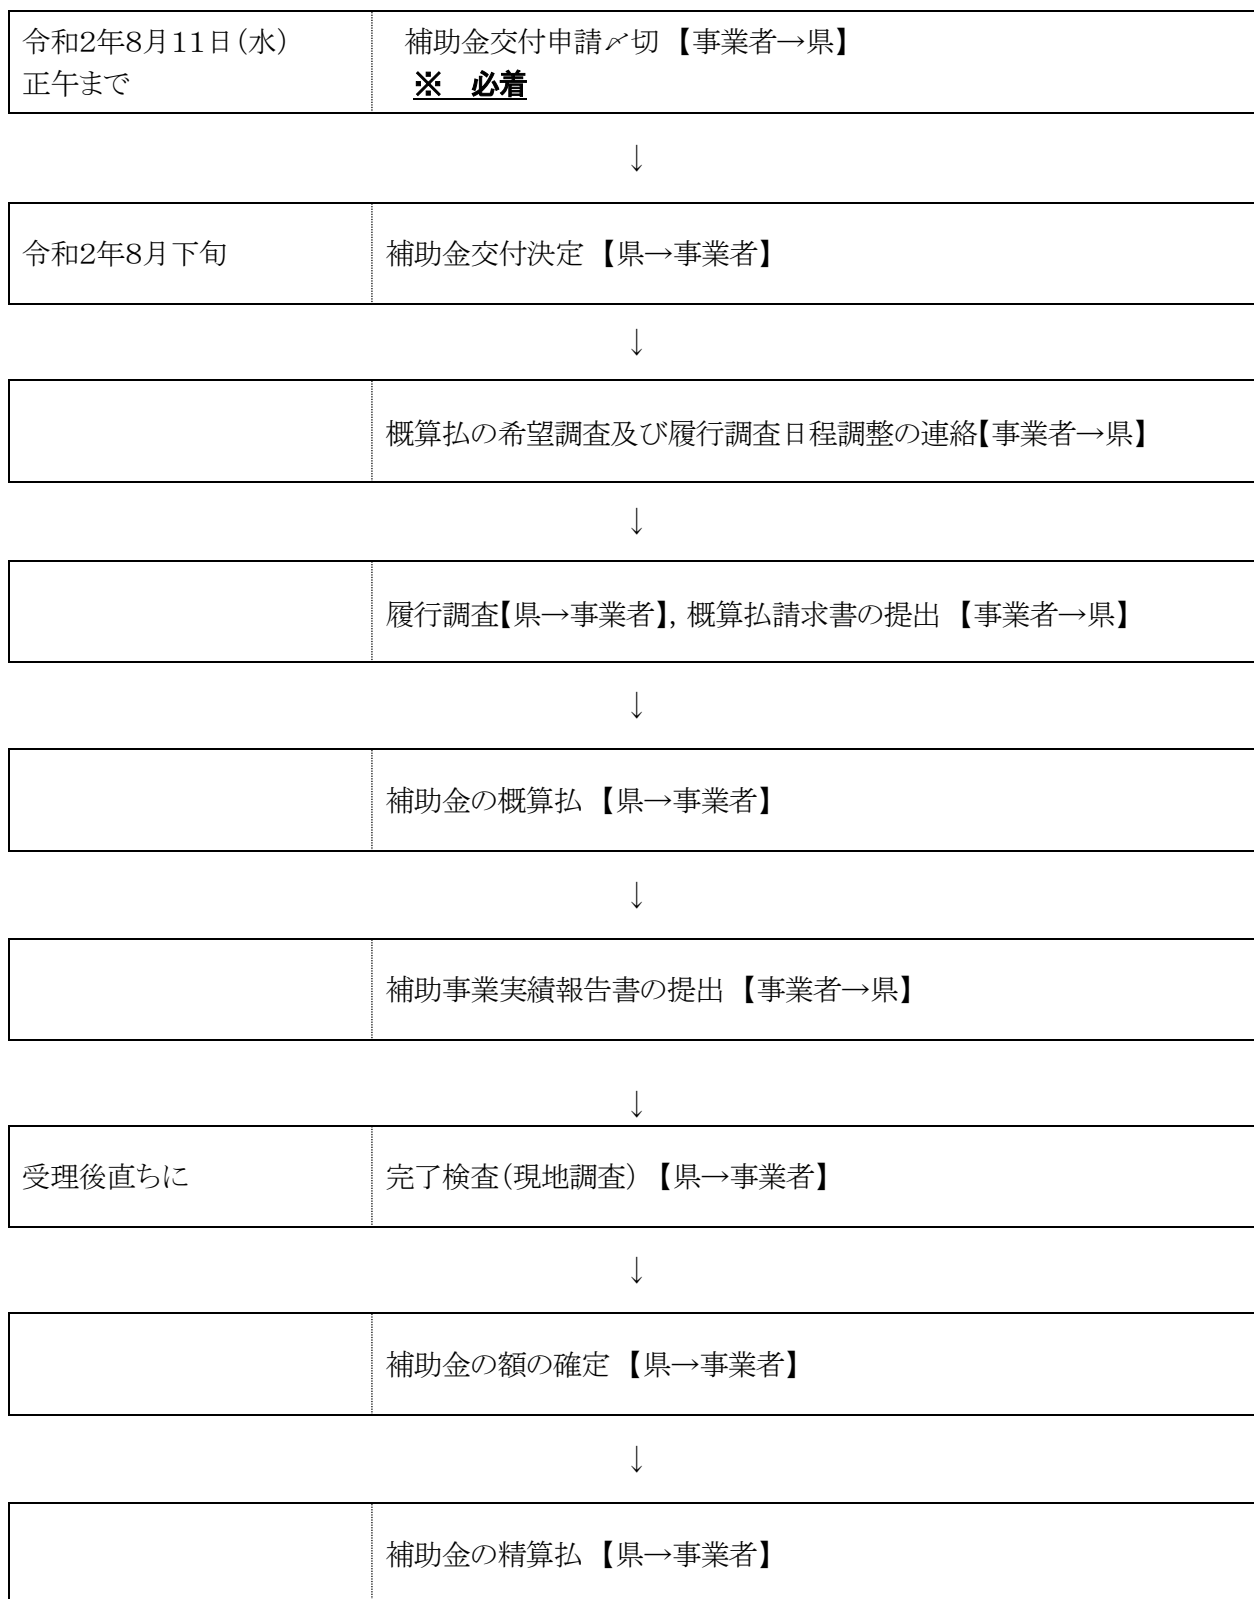 令和2年8月11日(水)
正午まで
補助金交付申請〆切 【事業者→県】
※　必着
↓
令和2年8月下旬
補助金交付決定 【県→事業者】
↓
概算払の希望調査及び履行調査日程調整の連絡【事業者→県】
↓
履行調査【県→事業者】，概算払請求書の提出 【事業者→県】
↓
補助金の概算払 【県→事業者】
↓
補助事業実績報告書の提出 【事業者→県】
↓
受理後直ちに
完了検査(現地調査) 【県→事業者】
↓
補助金の額の確定 【県→事業者】
↓
補助金の精算払 【県→事業者】